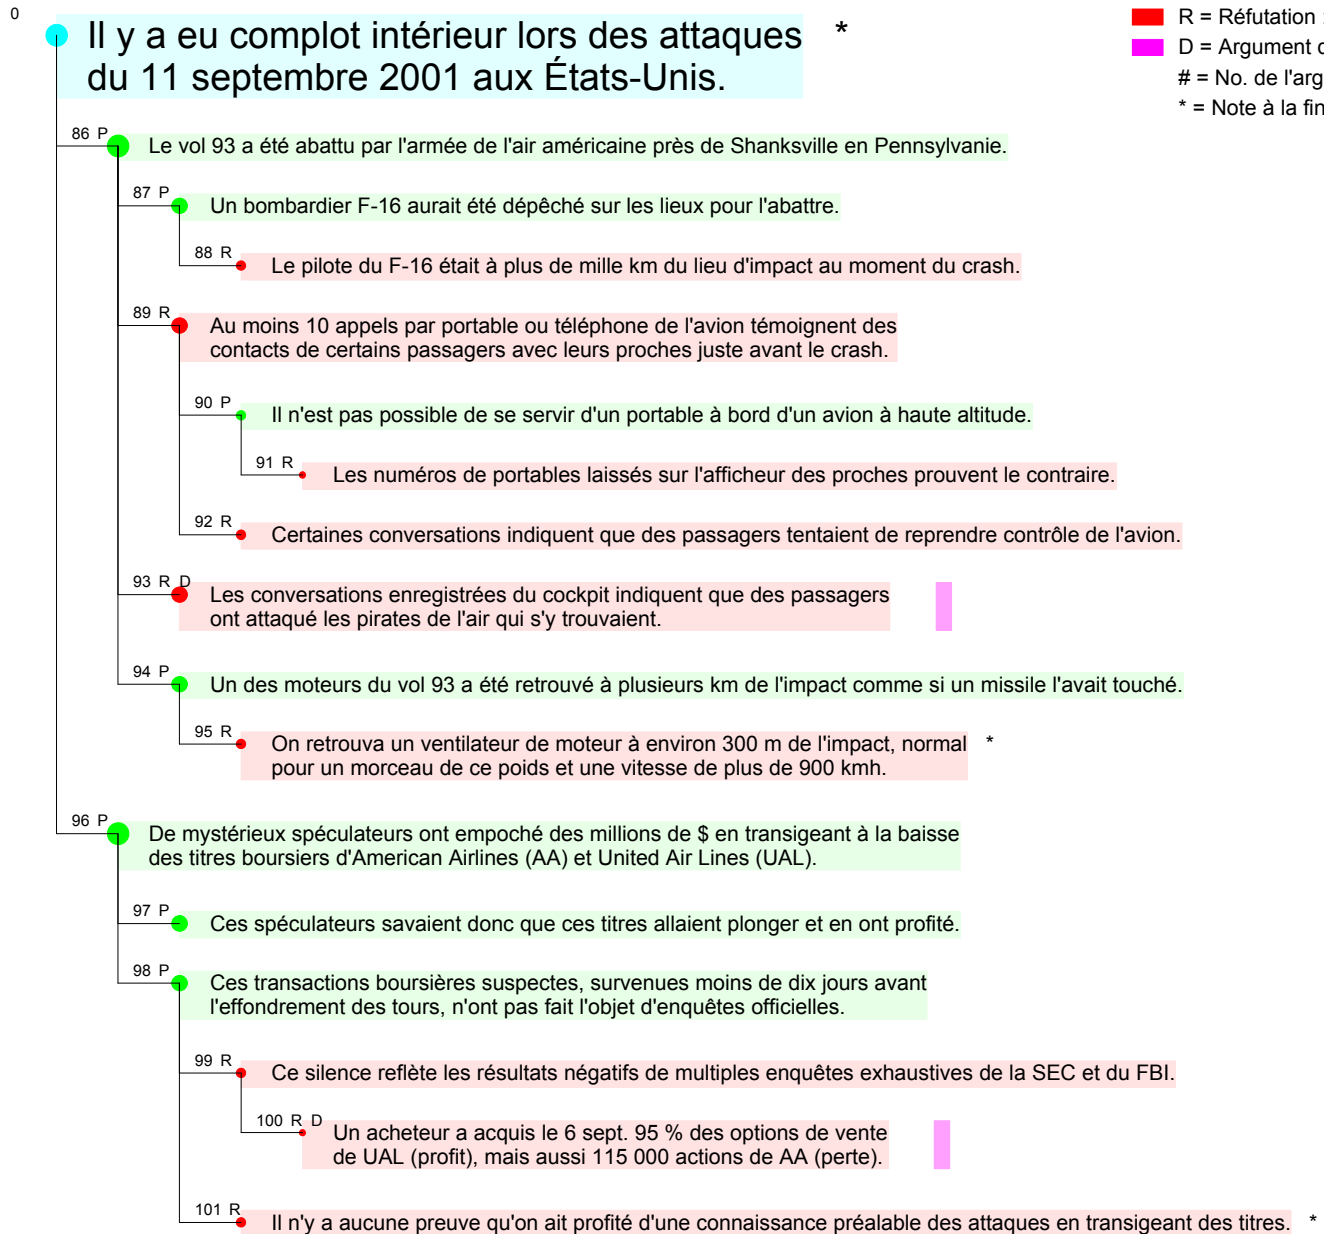 0
Il y a eu complot intérieur lors des attaques *
du 11 septembre 2001 aux États-Unis.
R = Réfutation :
D = Argument
# = No. de l'arg
* = Note à la fin
86 P
Le vol 93 a été abattu par l'armée de l'air américaine près de Shanksville en Pennsylvanie.
87 P
Un bombardier F-16 aurait été dépêché sur les lieux pour l'abattre.
88 R
Le pilote du F-16 était à plus de mille km du lieu d'impact au moment du crash.
89 R
Au moins 10 appels par portable ou téléphone de l'avion témoignent des
contacts de certains passagers avec leurs proches juste avant le crash.
90 P
Il n'est pas possible de se servir d'un portable à bord d'un avion à haute altitude.
91 R
Les numéros de portables laissés sur l'afficheur des proches prouvent le contraire.
92 R
Certaines conversations indiquent que des passagers tentaient de reprendre contrôle de l'avion.
93 R D
Les conversations enregistrées du cockpit indiquent que des passagers
ont attaqué les pirates de l'air qui s'y trouvaient.
94 P
Un des moteurs du vol 93 a été retrouvé à plusieurs km de l'impact comme si un missile l'avait touché.
95 R
On retrouva un ventilateur de moteur à environ 300 m de l'impact, normal *
pour un morceau de ce poids et une vitesse de plus de 900 kmh.
96 P
De mystérieux spéculateurs ont empoché des millions de $ en transigeant à la baisse
des titres boursiers d'American Airlines (AA) et United Air Lines (UAL).
97 P
Ces spéculateurs savaient donc que ces titres allaient plonger et en ont profité.
98 P
Ces transactions boursières suspectes, survenues moins de dix jours avant
l'effondrement des tours, n'ont pas fait l'objet d'enquêtes officielles.
99 R
Ce silence reflète les résultats négatifs de multiples enquêtes exhaustives de la SEC et du FBI.
100 R D
Un acheteur a acquis le 6 sept. 95 % des options de vente
de UAL (profit), mais aussi 115 000 actions de AA (perte).
101 R
Il n'y a aucune preuve qu'on ait profité d'une connaissance préalable des attaques en transigeant des titres. *